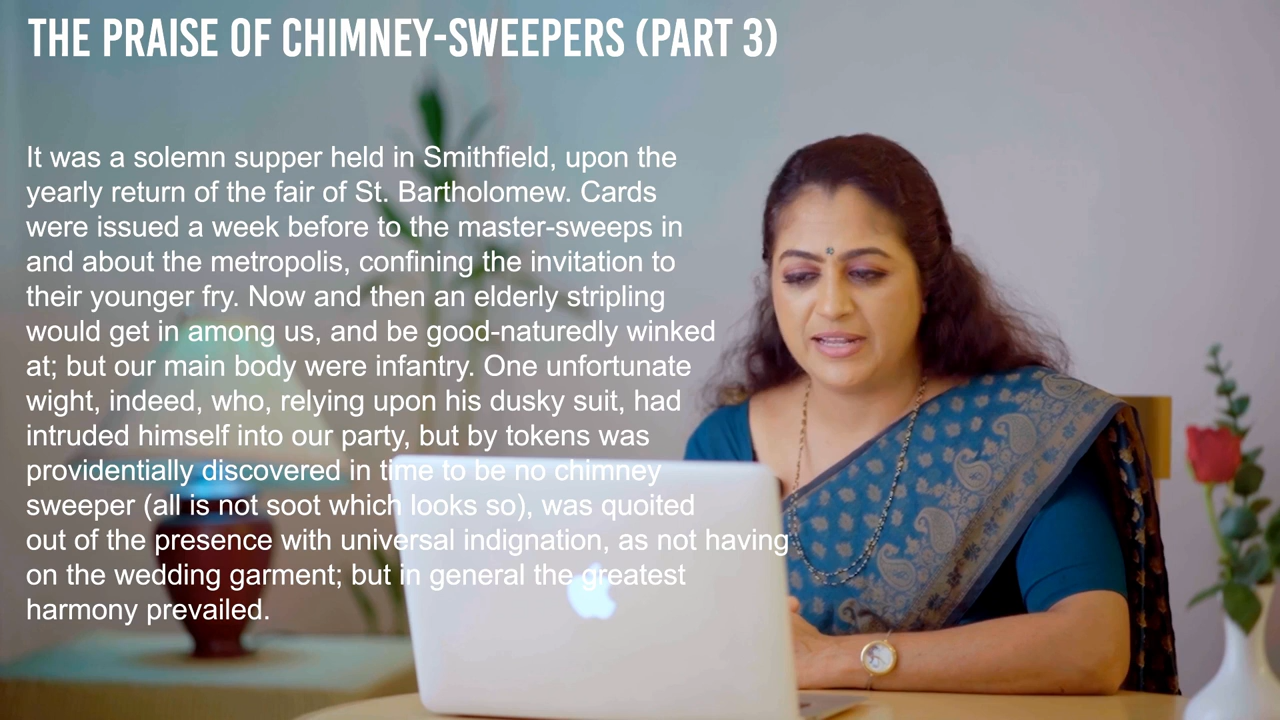 THE PRAISE OF CHIMNEY-SWEEPERS (PART 3)
It was a solemn supper held in Smithfield, upon the
yearly return of the fair of St. Bartholomew. Cards
were issued a week before to the master-sweeps in
and about the metropolis, confining the invitation to
their younger fry. Now and then an elderly stripling
would get in among us, and be good-naturedly winked
at; but our main body were infantry. One unfortunate
wight, indeed, who, relying upon his dusky suit, had
intruded himself into our party, but by tokens was
providentially discovered in time to be no chimney
sweeper (all is not soot which looks so), was quoited
out of the presence with universal indignation, as not having
on the wedding garment; but in general the greatest
harmony prevailed.